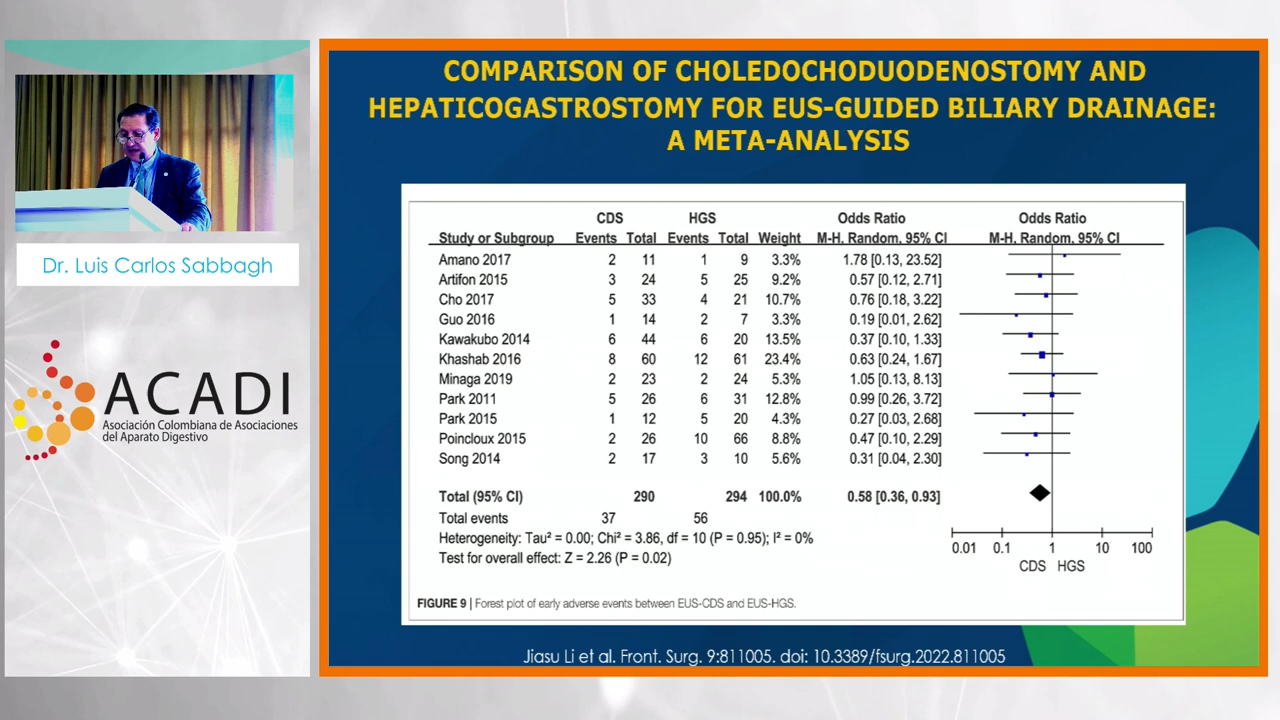 COMPARISON OF CHOLEDOCHODUODENOSTOMY AND
HEPATICOGASTROSTOMY FOR EUS-GUIDED BILIARY DRAINAGE:
A META-ANALYSIS
Dr. Luis Carlos Sabbagh
ACADI
Asociación Colombiana de Asociaciones
del Aparato Digestivo
CDS HGS Odds Ratio Odds Ratio
Study or Subgroup Events Total Events Total Weight M-H, Random, 95% CI M-H, Random, 95% CI
Amano 2017 2 11 1 9 3.3% 1.78 [0.13, 23.52]
Artifon 2015 3 24 5 25 9.2% 0.57 [0.12, 2.71]
Cho 2017 5 33 4 21 10.7% 0.76 [0.18, 3.22]
Guo 2016 1 14 2 7 3.3% 0.19 [0.01, 2.62]
Kawakubo 2014 6 44 6 20 13.5% 0.37 [0.10, 1.33]
Khashab 2016 8 60 12 61 23.4% 0.63 [0.24, 1.67]
Minaga 2019 2 23 2 24 5.3% 1.05 [0.13, 8.13]
Park 2011 5 26 6 31 12.8% 0.99 [0.26, 3.72]
Park 2015 1 12 5 20 4.3% 0.27 [0.03, 2.68]
Poincloux 2015 2 26 10 66 8.8% 0.47 [0.10, 2.29]
Song 2014 2 17 3 10 5.6% 0.31 [0.04, 2.30]
Total (95% CI) 290 294 100.0% 0.58 [0.36, 0.93]
Total events 37 56
Heterogeneity: Tau² = 0.00; Chi² = 3.86, df = 10 (P = 0.95); I² = 0%
Test for overall effect: Z = 2.26 (P = 0.02)
0.01 0.1 1 10 100
CDS HGS
FIGURE 9 | Forest plot of early adverse events between EUS-CDS and EUS-HGS.
Jiasu Li et al. Front. Surg. 9:811005. doi: 10.3389/fsurg.2022.811005